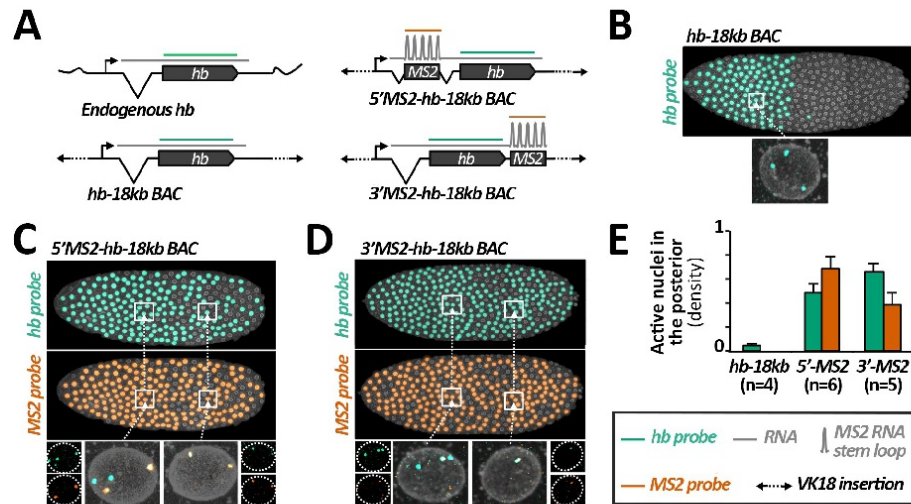 A
hb
Endogenous hb
MS2
hb
5'MS2-hb-18kb BAC
hb
hb-18kb BAC
hb
MS2
3'MS2-hb-18kb BAC
B
hb-18kb BAC
hb probe
C
5'MS2-hb-18kb BAC
hb probe
MS2 probe
D
3'MS2-hb-18kb BAC
hb probe
MS2 probe
E
Active nuclei in
the posterior
(density)
1
0
hb-18kb
(n=4)
5'-MS2
(n=6)
3'-MS2
(n=5)
hb probe
RNA
MS2 RNA
stem loop
MS2 probe
VK18 insertion